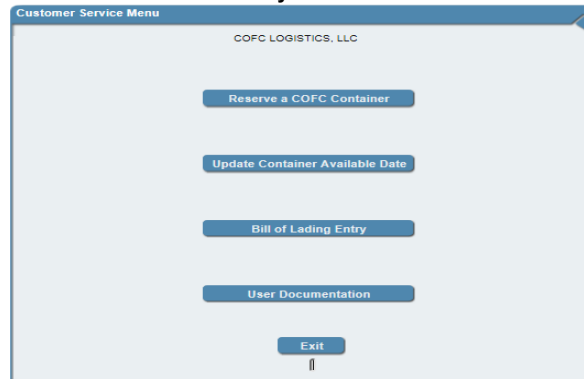 Customer Service Menu
COFC LOGISTICS, LLC
Reserve a COFC Container
Update Container Available Date
Bill of Lading Entry
User Documentation
Exit